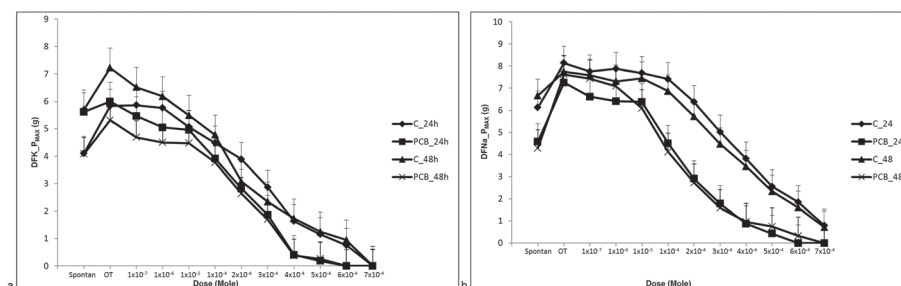 DFK_PMAX (g)
9
8
7
6
5
4
3
2
1
0
Spontan OT 1x10-7 1x10-6 1x10-5 1x10-4 2x10-4 3x10-4 4x10-4 5x10-4 6x10-4 7x10-4
Dose (Mole)
C_24h
PCB_24h
C_48h
PCB_48h
a
DFNa_PMAX (g)
10
9
8
7
6
5
4
3
2
1
0
Spontan OT 1x10-7 1x10-6 1x10-5 1x10-4 2x10-4 3x10-4 4x10-4 5x10-4 6x10-4 7x10-4
Dose (Mole)
C_24
PCB_24
C_48
PCB_48
b